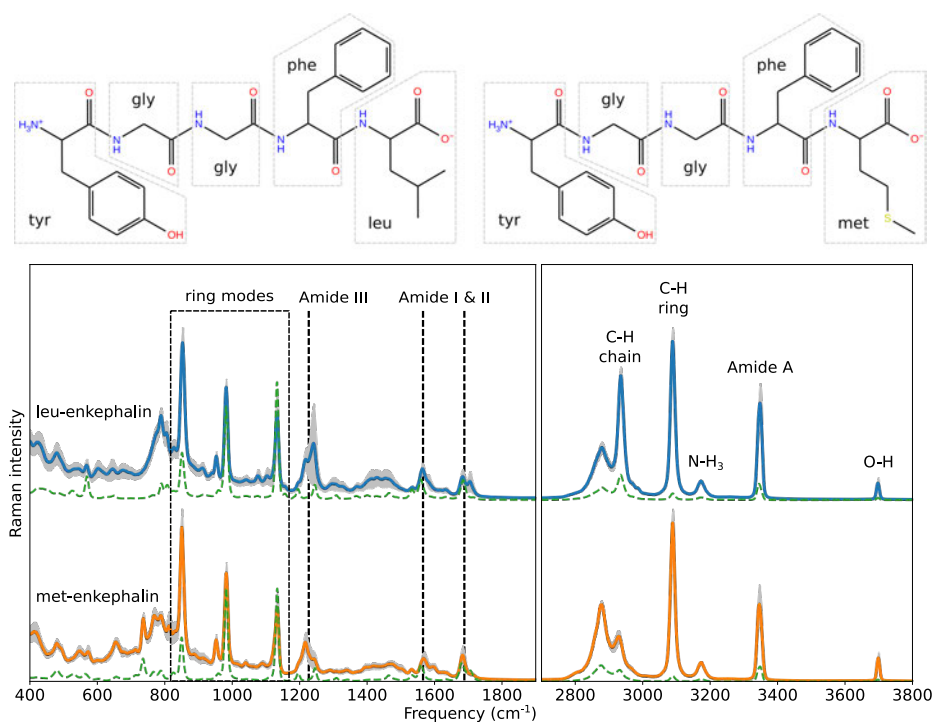 phe
phe
O
gly
O
O
O
gly
O
O
H₃N⁺
N
H
H
N
N
H
O
H
N
O⁻
H₃N⁺
N
H
H
N
N
H
O
H
N
O⁻
O
gly
O
O
gly
O
tyr
OH
leu
tyr
OH
S
met
ring modes
Amide III
Amide I & II
C-H
ring
C-H
chain
Amide A
leu-enkephalin
N-H₃
O-H
met-enkephalin
Raman intensity
400 600 800 1000 1200 1400 1600 1800 2800 3000 3200 3400 3600 3800
Frequency (cm⁻¹)